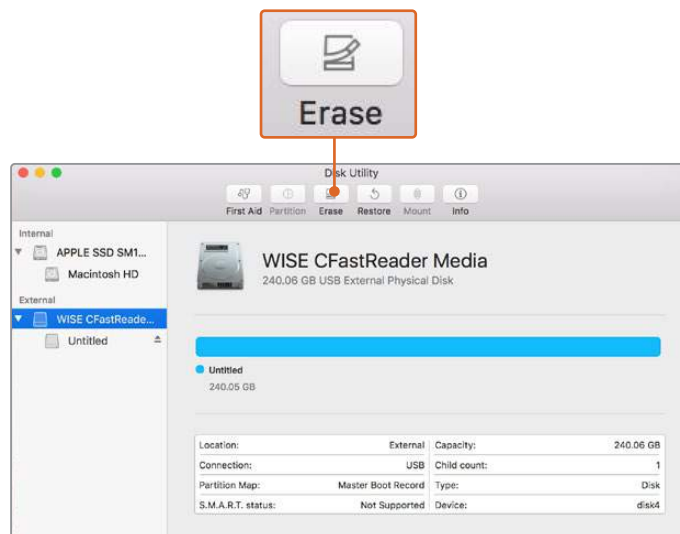 Erase
Disk Utility
First Aid Partition Erase Restore Mount Info
Internal
APPLE SSD SM1...
Macintosh HD
External
WISE CFastReade...
Untitled
WISE CFastReader Media
240.06 GB USB External Physical Disk
Untitled
240.05 GB
Location: External Capacity: 240.06 GB
Connection: USB Child count: 1
Partition Map: Master Boot Record Type: Disk
S.M.A.R.T. status: Not Supported Device: disk4